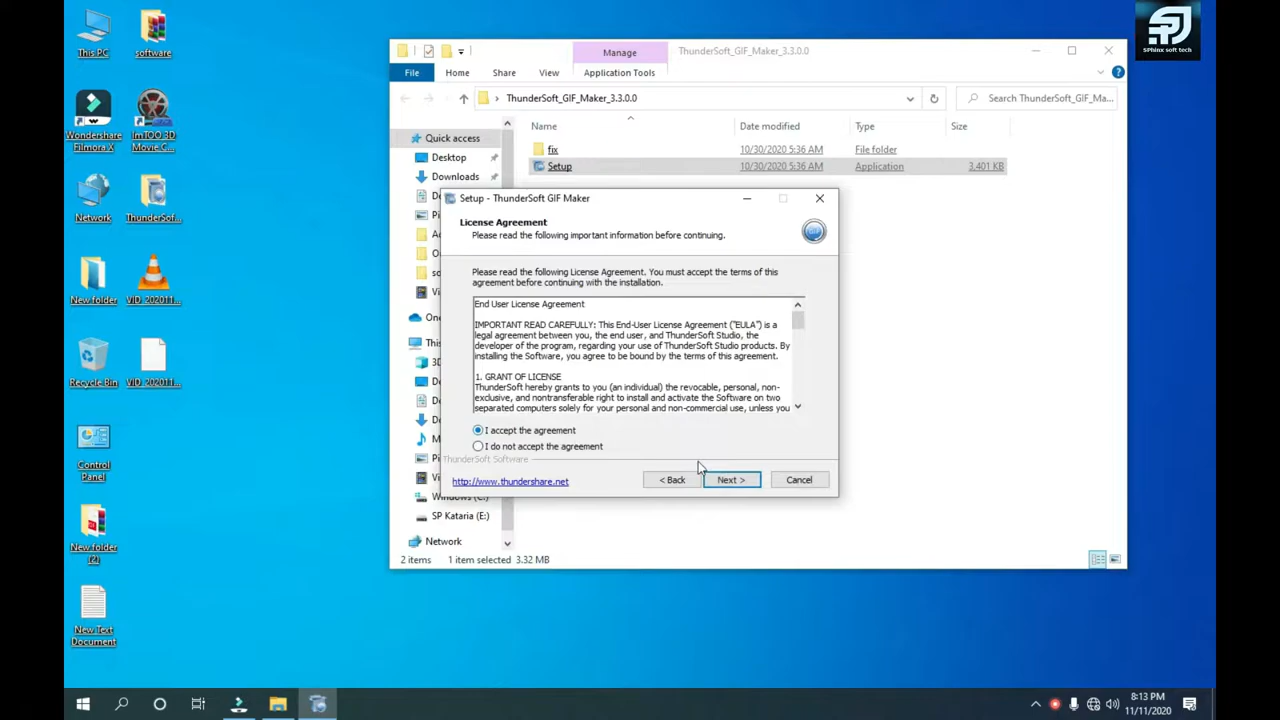 This PC
software
SPhinx soft tech
Manage
ThunderSoft_GIF_Maker_3.3.0.0
File
Home
Share
View
Application Tools
ThunderSoft_GIF_Maker_3.3.0.0
Search ThunderSoft_GIF_Ma...
Name
Date modified
Type
Size
Quick access
fix
10/30/2020 5:36 AM
File folder
Desktop
Setup
10/30/2020 5:36 AM
Application
3,401 KB
Downloads
Wondershare
Filmora X
ImTOO 3D
Movie C...
Network
ThunderSof...
New folder
VID_202011...
Recycle Bin
VID_202011...
Control
Panel
New folder
(2)
New Text
Document
Setup - ThunderSoft GIF Maker
License Agreement
Please read the following important information before continuing.
Please read the following License Agreement. You must accept the terms of this
agreement before continuing with the installation.
End User License Agreement
IMPORTANT READ CAREFULLY: This End-User License Agreement ("EULA") is a
legal agreement between you, the end user, and ThunderSoft Studio, the
developer of the program, regarding your use of ThunderSoft Studio products. By
installing the Software, you agree to be bound by the terms of this agreement.
1. GRANT OF LICENSE
ThunderSoft hereby grants to you (an individual) the revocable, personal, non-
exclusive, and nontransferable right to install and activate the Software on two
separated computers solely for your personal and non-commercial use, unless you
I accept the agreement
I do not accept the agreement
ThunderSoft Software
http://www.thundershare.net
< Back
Next >
Cancel
Windows (C:)
SP Kataria (E:)
Network
2 items
1 item selected 3.32 MB
8:13 PM
11/11/2020